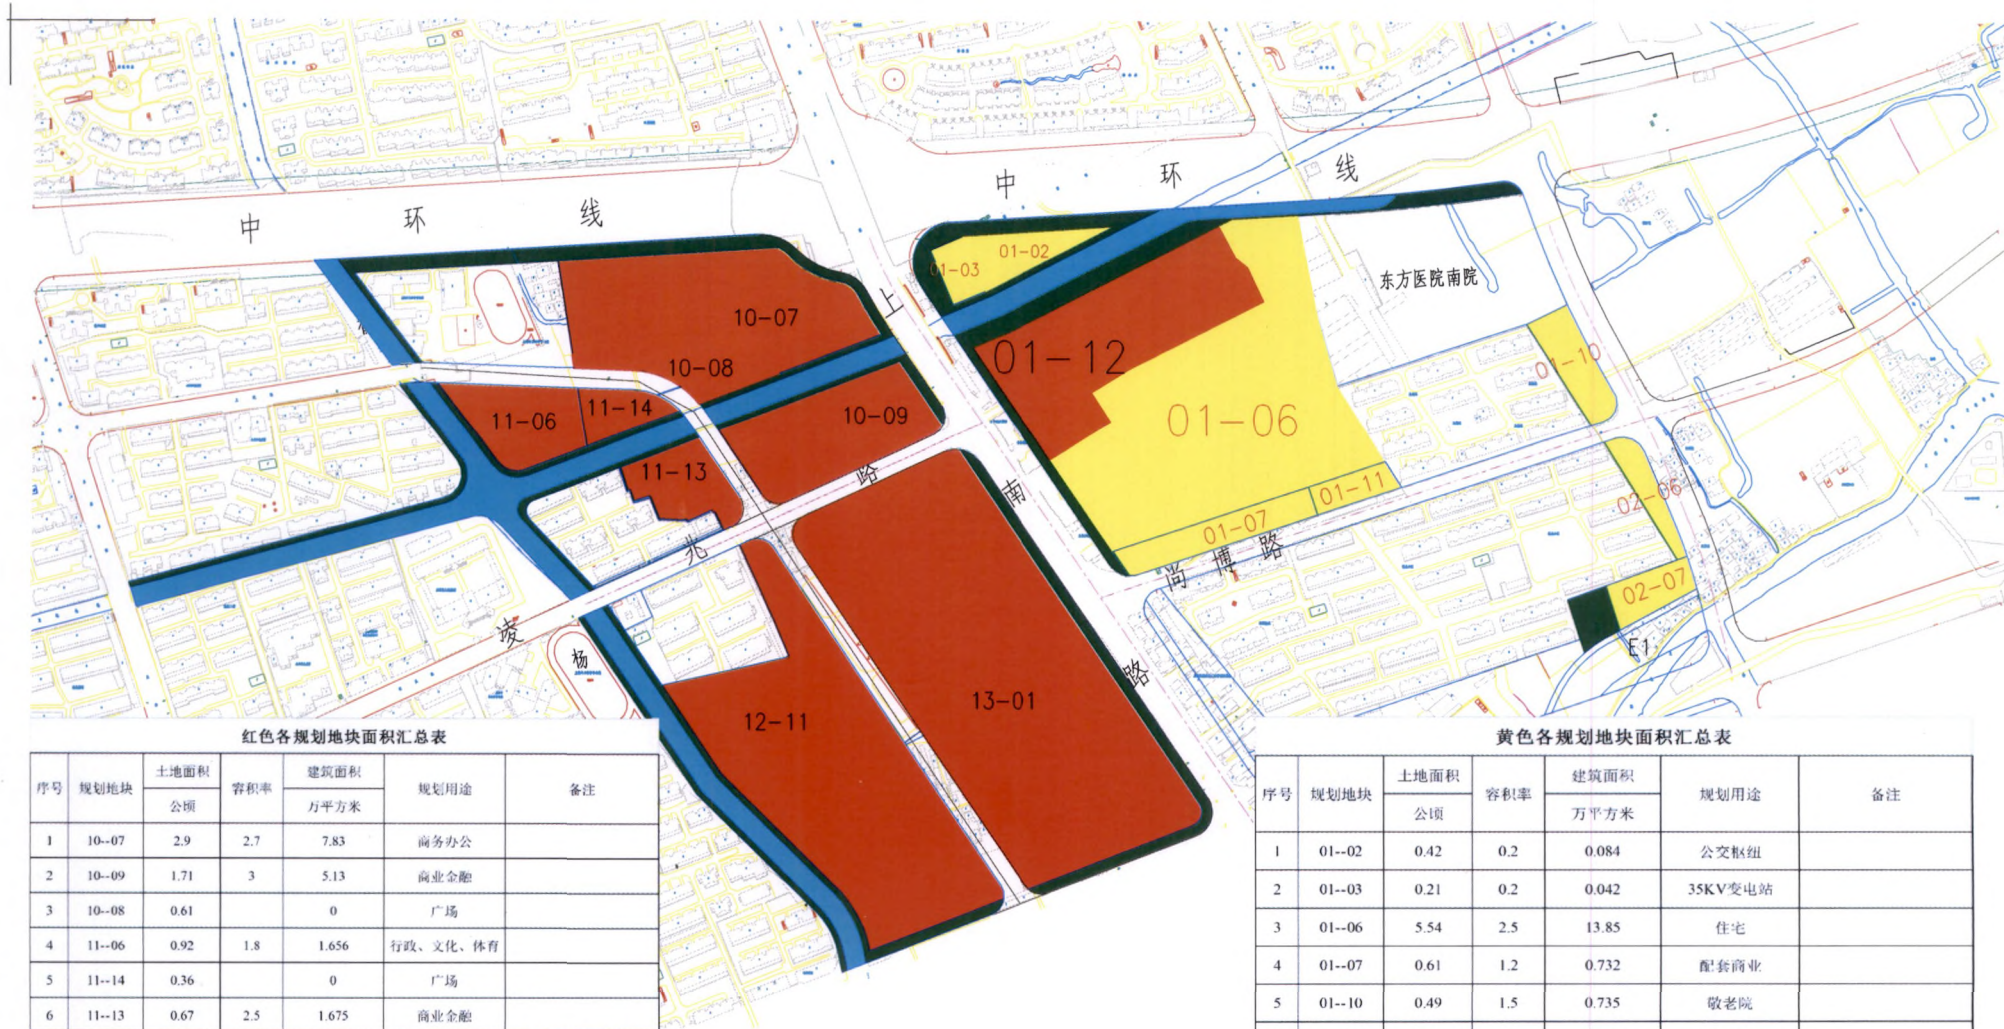 中 环 线
中 环 线
东方医院南院
01-02
01-03
10-07
上
01-12
10-08
01-10
11-14
10-09
11-06
01-06
11-13
路
南
01-11
02-06
01-07
兆
尚 博 路
02-07
凌
杨
E1
路
13-01
12-11
红色各规划地块面积汇总表
序号 规划地块 土地面积 公顷 容积率 建筑面积 万平方米 规划用途 备注
1 10--07 2.9 2.7 7.83 商务办公
2 10--09 1.71 3 5.13 商业金融
3 10--08 0.61 0 广场
4 11--06 0.92 1.8 1.656 行政、文化、体育
5 11--14 0.36 0 广场
6 11--13 0.67 2.5 1.675 商业金融
黄色各规划地块面积汇总表
序号 规划地块 土地面积 公顷 容积率 建筑面积 万平方米 规划用途 备注
1 01--02 0.42 0.2 0.084 公交枢纽
2 01--03 0.21 0.2 0.042 35KV变电站
3 01--06 5.54 2.5 13.85 住宅
4 01--07 0.61 1.2 0.732 配套商业
5 01--10 0.49 1.5 0.735 敬老院